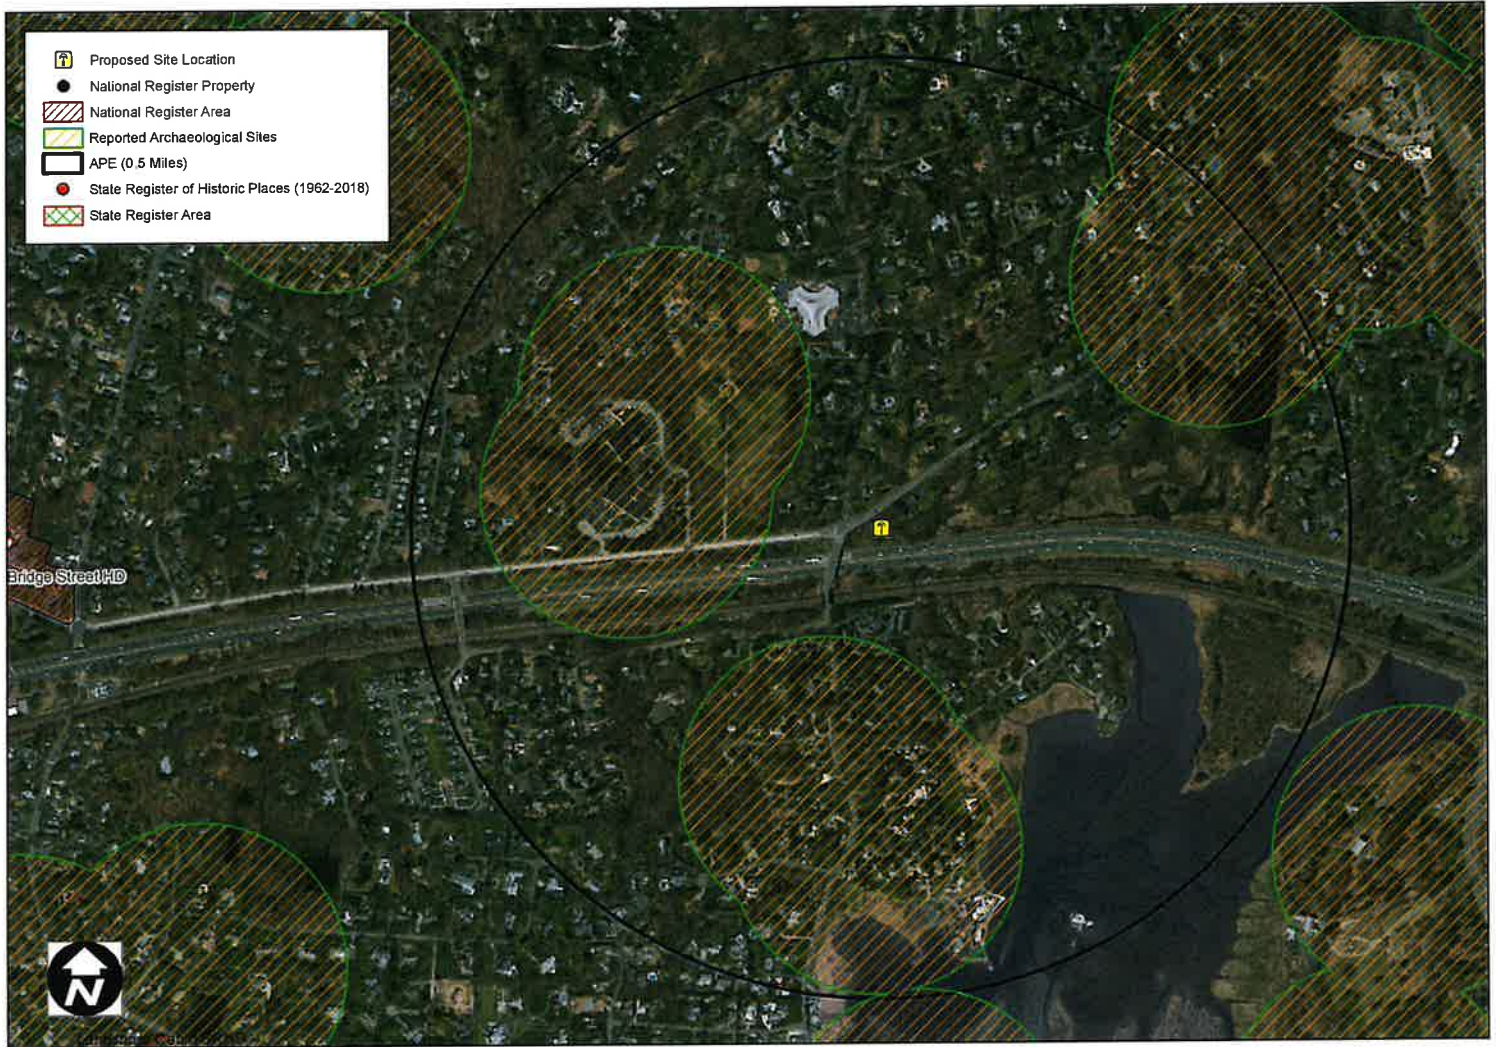 Proposed Site Location
National Register Property
National Register Area
Reported Archaeological Sites
APE (0.5 Miles)
State Register of Historic Places (1962-2018)
State Register Area
Bridge Street HD
N